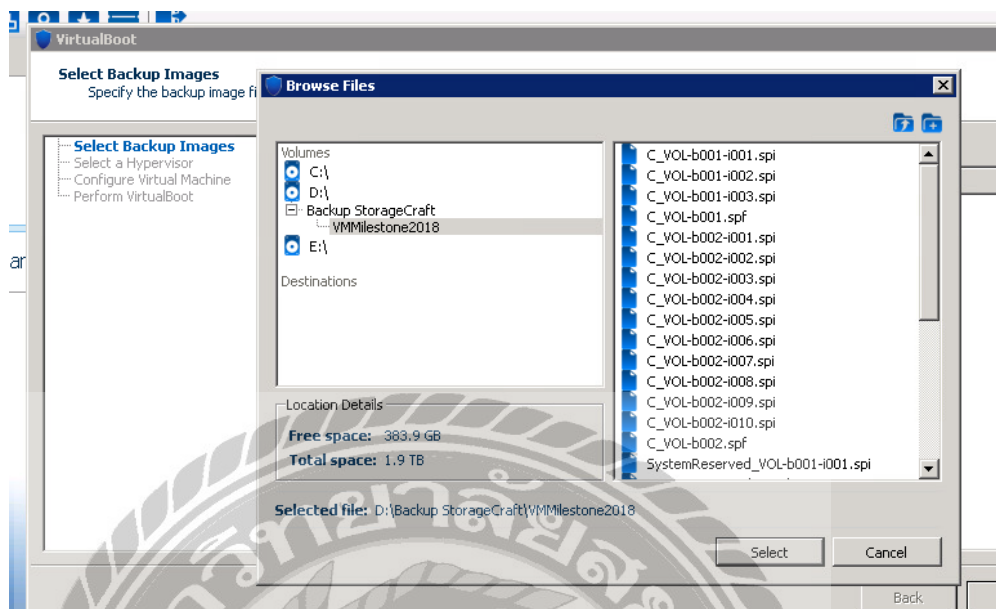 VirtualBoot
Select Backup Images
Specify the backup image fi
Select Backup Images
Select a Hypervisor
Configure Virtual Machine
Perform VirtualBoot
Browse Files
Volumes
C:\
D:\
Backup StorageCraft
VMMilestone2018
E:\
Destinations
Location Details
Free space: 383.9 GB
Total space: 1.9 TB
C_VOL-b001-i001.spi
C_VOL-b001-i002.spi
C_VOL-b001-i003.spi
C_VOL-b001.spf
C_VOL-b002-i001.spi
C_VOL-b002-i002.spi
C_VOL-b002-i003.spi
C_VOL-b002-i004.spi
C_VOL-b002-i005.spi
C_VOL-b002-i006.spi
C_VOL-b002-i007.spi
C_VOL-b002-i008.spi
C_VOL-b002-i009.spi
C_VOL-b002-i010.spi
C_VOL-b002.spf
SystemReserved_VOL-b001-i001.spi
Selected file: D:\Backup StorageCraft\VMMilestone2018
Select
Cancel
Back
ar